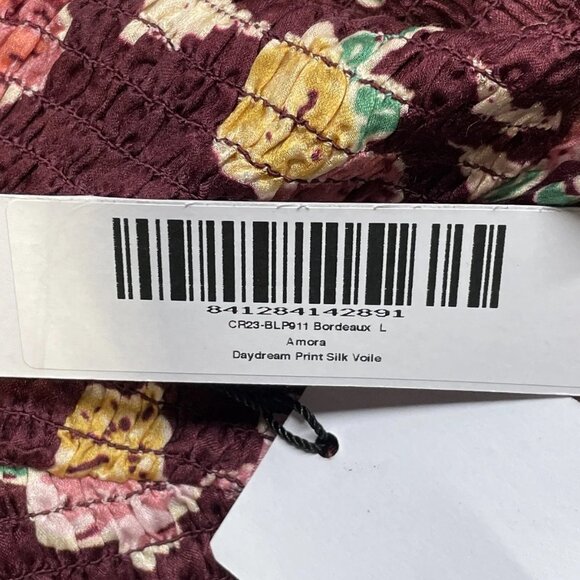 841284142891
CR23-BLP911 Bordeaux L
Amora
Daydream Print Silk Voile